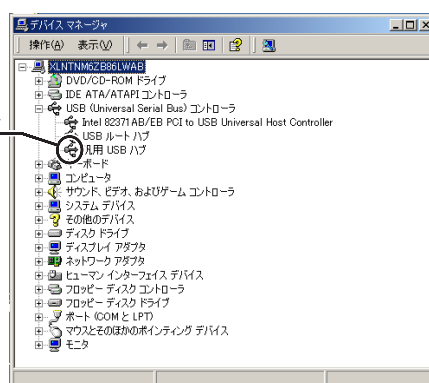 デバイス マネージャ
操作(A) 表示(V)
XLNTNM6ZB86LWAB
DVD/CD-ROM ドライブ
IDE ATA/ATAPI コントローラ
USB (Universal Serial Bus) コントローラ
Intel 82371AB/EB PCI to USB Universal Host Controller
USB ルート ハブ
汎用 USB ハブ
キーボード
コンピュータ
サウンド、ビデオ、およびゲーム コントローラ
システム デバイス
その他のデバイス
ディスク ドライブ
ディスプレイ アダプタ
ネットワーク アダプタ
ヒューマン インターフェイス デバイス
フロッピー ディスク コントローラ
フロッピー ディスク ドライブ
ポート (COM と LPT)
マウスとそのほかのポインティング デバイス
モニタ